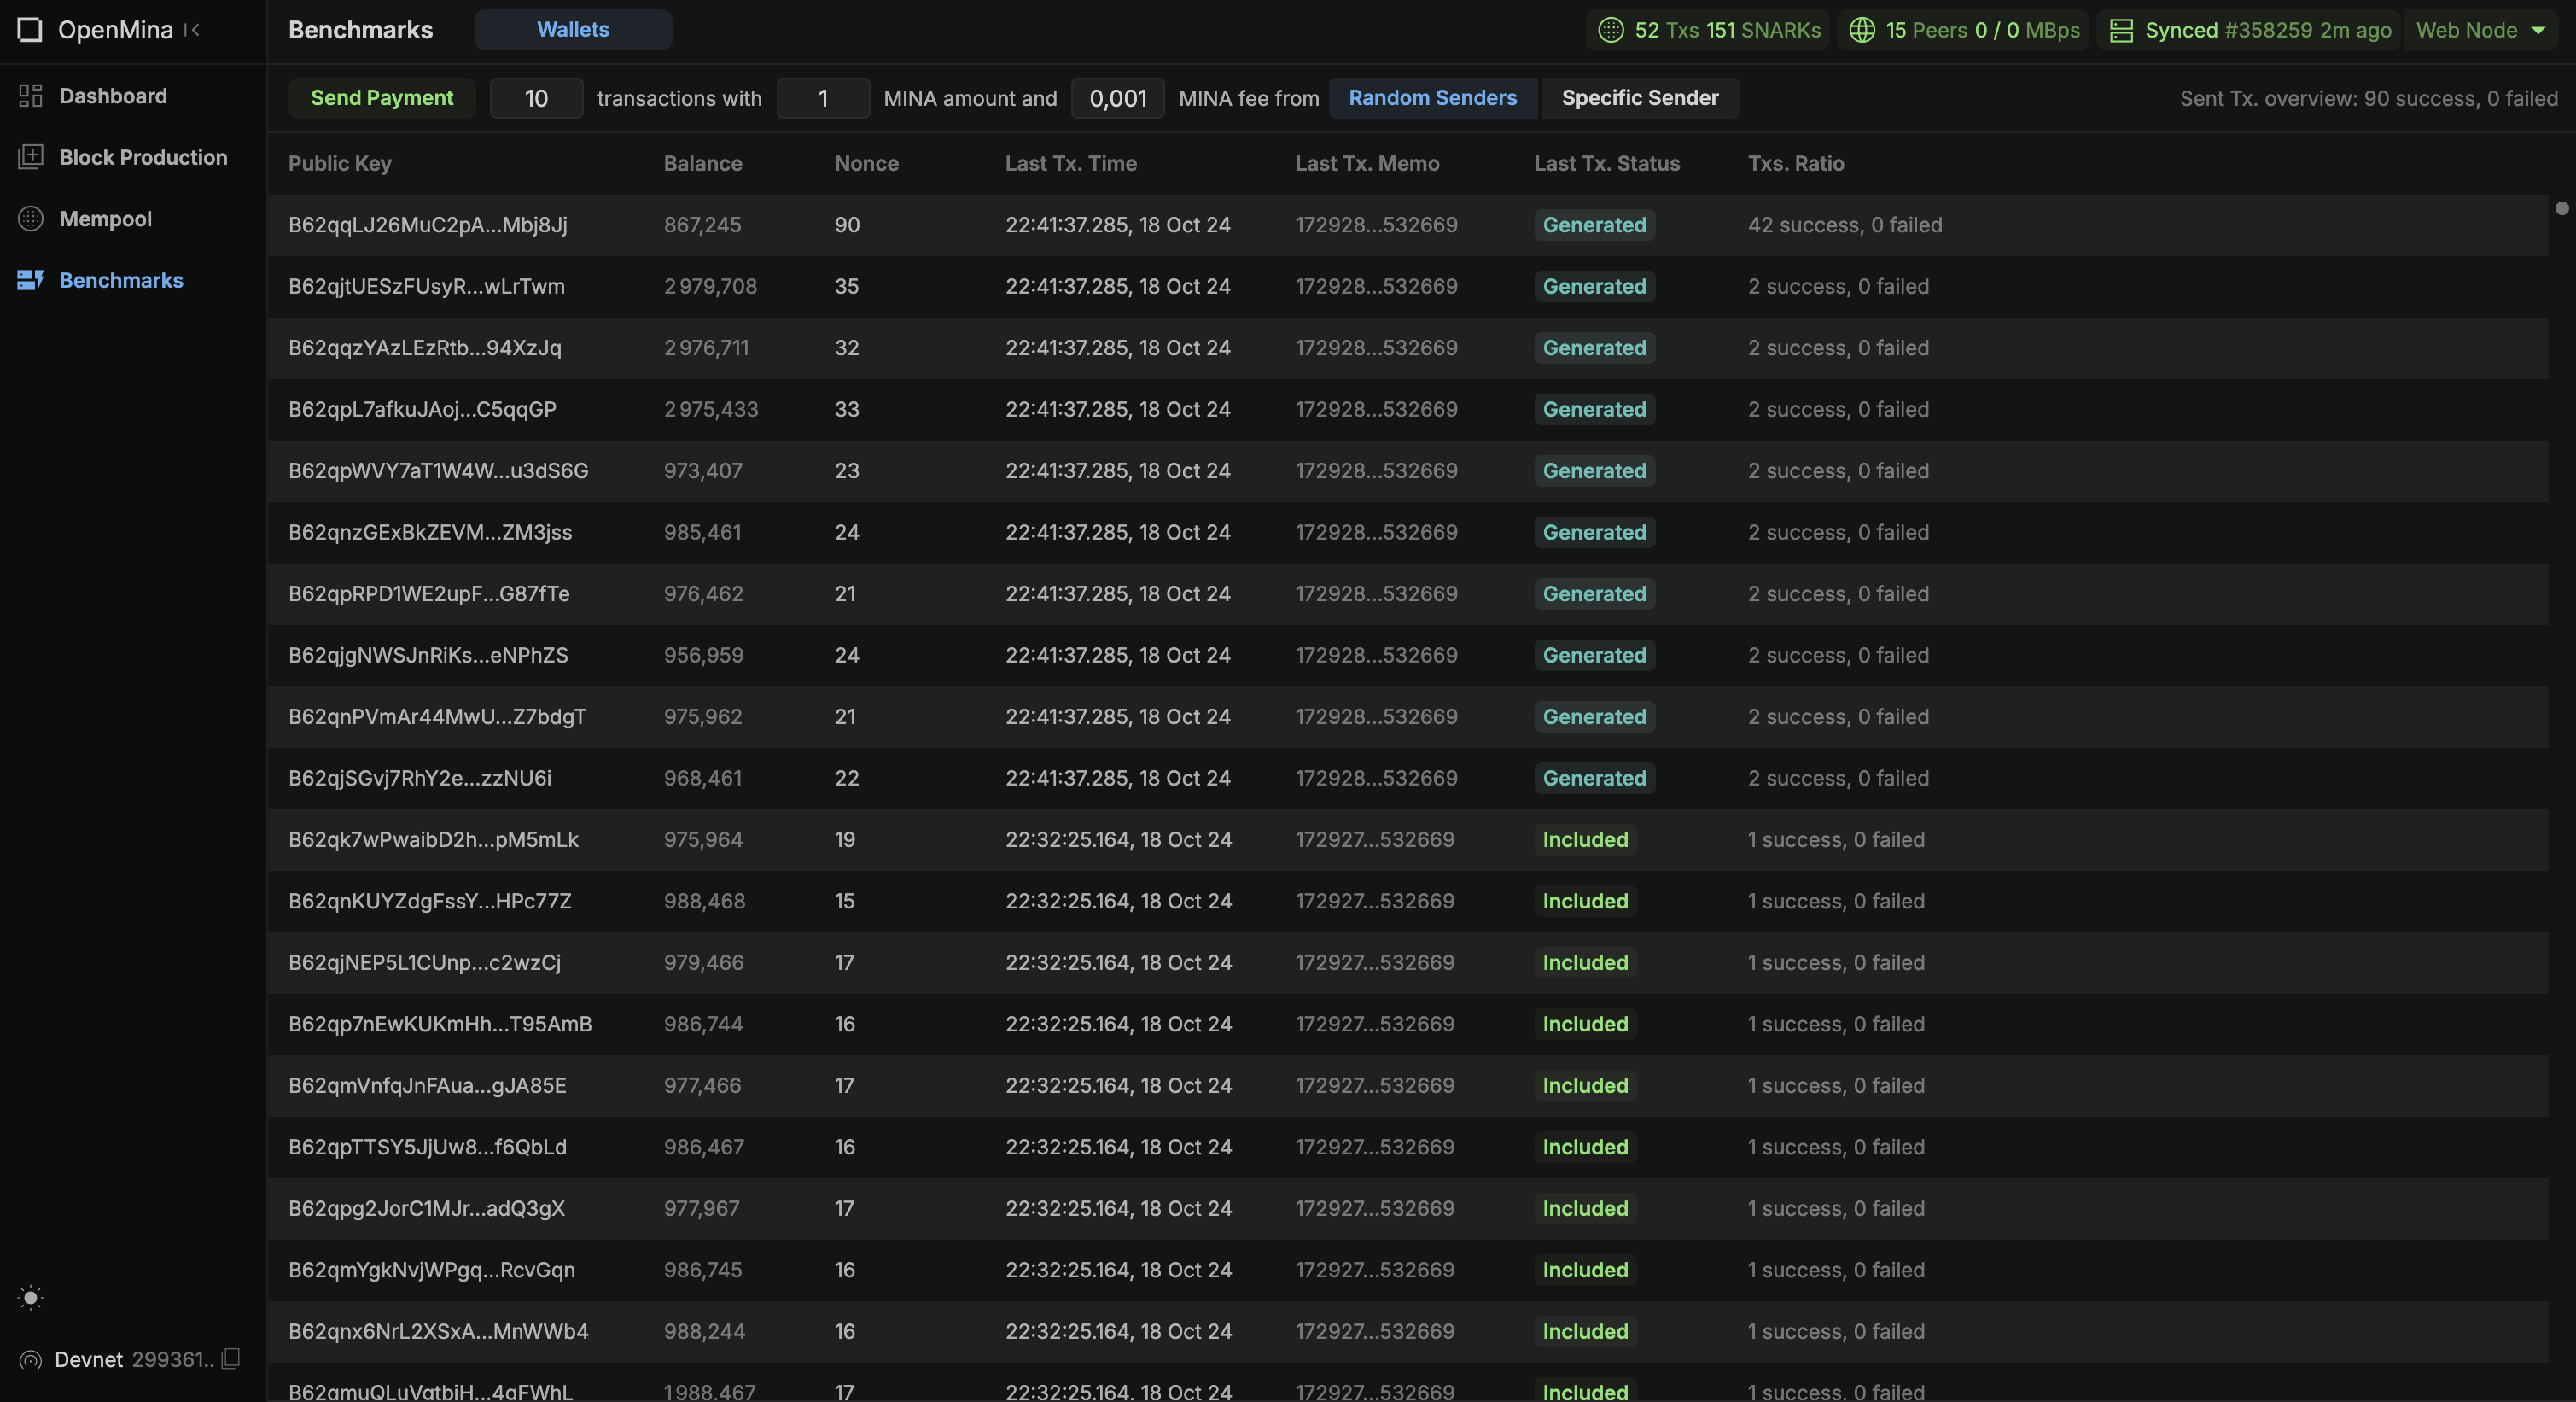 OpenMina
Benchmarks Wallets 52 Txs 151 SNARKs 15 Peers 0 / 0 MBps Synced #358259 2m ago Web Node
Dashboard
Block Production
Mempool
Benchmarks
Send Payment 10 transactions with 1 MINA amount and 0,001 MINA fee from Random Senders Specific Sender Sent Tx. overview: 90 success, 0 failed
Public Key Balance Nonce Last Tx. Time Last Tx. Memo Last Tx. Status Txs. Ratio
B62qqLJ26MuC2pA...Mbj8Jj 867,245 90 22:41:37.285, 18 Oct 24 172928...532669 Generated 42 success, 0 failed
B62qjtUESzFUsyR...wLrTwm 2 979,708 35 22:41:37.285, 18 Oct 24 172928...532669 Generated 2 success, 0 failed
B62qqzYAzLEzRtb...94XzJq 2 976,711 32 22:41:37.285, 18 Oct 24 172928...532669 Generated 2 success, 0 failed
B62qpL7afkuJAoj...C5qqGP 2 975,433 33 22:41:37.285, 18 Oct 24 172928...532669 Generated 2 success, 0 failed
B62qpWVY7aT1W4W...u3dS6G 973,407 23 22:41:37.285, 18 Oct 24 172928...532669 Generated 2 success, 0 failed
B62qnzGExBkZEVM...ZM3jss 985,461 24 22:41:37.285, 18 Oct 24 172928...532669 Generated 2 success, 0 failed
B62qpRPD1WE2upF...G87fTe 976,462 21 22:41:37.285, 18 Oct 24 172928...532669 Generated 2 success, 0 failed
B62qjgNWSJnRiKs...eNPhZS 956,959 24 22:41:37.285, 18 Oct 24 172928...532669 Generated 2 success, 0 failed
B62qnPVmAr44MwU...Z7bdgT 975,962 21 22:41:37.285, 18 Oct 24 172928...532669 Generated 2 success, 0 failed
B62qjSGvj7RhY2e...zzNU6i 968,461 22 22:41:37.285, 18 Oct 24 172928...532669 Generated 2 success, 0 failed
B62qk7wPwaibD2h...pM5mLk 975,964 19 22:32:25.164, 18 Oct 24 172927...532669 Included 1 success, 0 failed
B62qnKUYZdgFssY...HPc77Z 988,468 15 22:32:25.164, 18 Oct 24 172927...532669 Included 1 success, 0 failed
B62qjNEP5L1CUnp...c2wzCj 979,466 17 22:32:25.164, 18 Oct 24 172927...532669 Included 1 success, 0 failed
B62qp7nEwKUKmHh...T95AmB 986,744 16 22:32:25.164, 18 Oct 24 172927...532669 Included 1 success, 0 failed
B62qmVnfqJnFAua...gJA85E 977,466 17 22:32:25.164, 18 Oct 24 172927...532669 Included 1 success, 0 failed
B62qpTTSY5JjUw8...f6QbLd 986,467 16 22:32:25.164, 18 Oct 24 172927...532669 Included 1 success, 0 failed
B62qpg2JorC1MJr...adQ3gX 977,967 17 22:32:25.164, 18 Oct 24 172927...532669 Included 1 success, 0 failed
B62qmYgkNvjWPgq...RcvGqn 986,745 16 22:32:25.164, 18 Oct 24 172927...532669 Included 1 success, 0 failed
B62qnx6NrL2XSxA...MnWWb4 988,244 16 22:32:25.164, 18 Oct 24 172927...532669 Included 1 success, 0 failed
B62qmuQLuVqtbiH...4qFWhL 1 988,467 17 22:32:25.164, 18 Oct 24 172927...532669 Included 1 success, 0 failed
Devnet 299361..